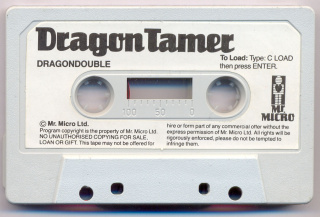 DragonTamer
DRAGONDOUBLE
To Load: Type: C LOAD
then press ENTER.
100 50 0
Mr.
MICRO
© Mr. Micro Ltd.
Program copyright is the property of Mr. Micro Ltd.
NO UNAUTHORISED COPYING FOR SALE,
LOAN OR GIFT. This tape may not be offered for
hire or form part of any commercial offer without the
express permission of Mr. Micro Ltd. All rights will be
rigorously enforced, please do not be tempted to
infringe them.